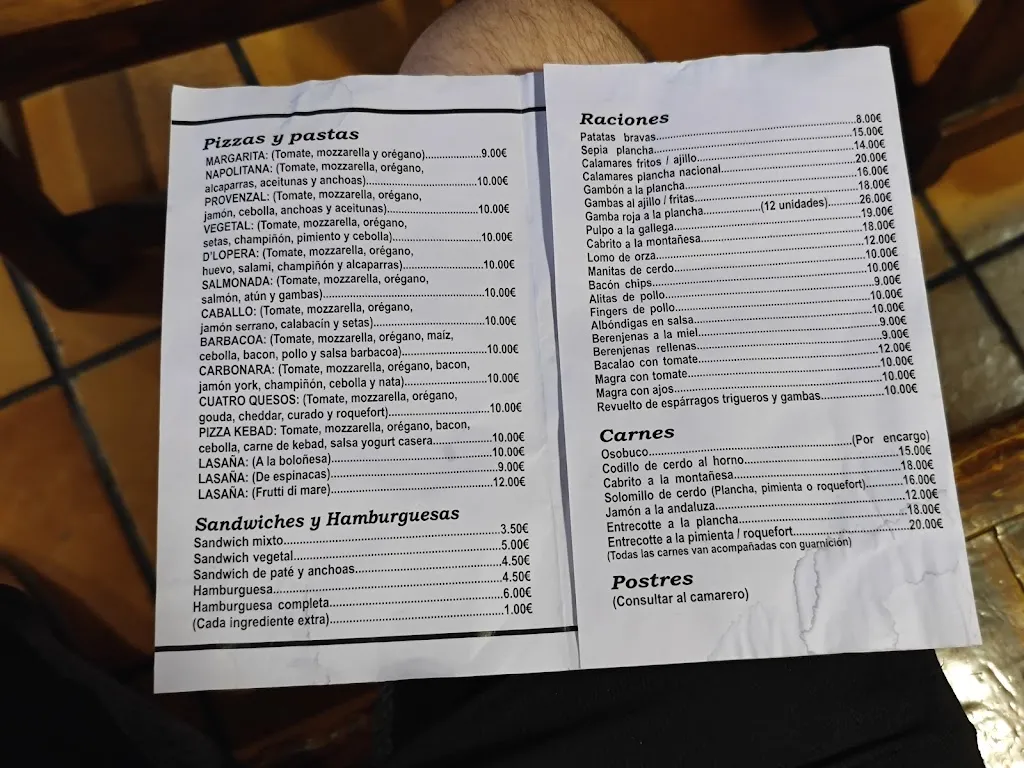 Pizzas y pastas
MARGARITA: (Tomate, mozzarella y orégano)....................9.00€
NAPOLITANA: (Tomate, mozzarella, orégano,
alcaparras, aceitunas y anchoas)....................10.00€
PROVENZAL: (Tomate, mozzarella, orégano,
jamón, cebolla, anchoas y aceitunas)....................10.00€
VEGETAL: (Tomate, mozzarella, orégano,
setas, champiñón, pimiento y cebolla)....................10.00€
D'LOPERA: (Tomate, mozzarella, orégano,
huevo, salami, champiñón y alcaparras)....................10.00€
SALMONADA: (Tomate, mozzarella, orégano,
salmón, atún y gambas)....................10.00€
CABALLO: (Tomate, mozzarella, orégano,
jamón serrano, calabacín y setas)....................10.00€
BARBACOA: (Tomate, mozzarella, orégano, maíz,
cebolla, bacon, pollo y salsa barbacoa)....................10.00€
CARBONARA: (Tomate, mozzarella, orégano, bacon,
jamón york, champiñón, cebolla y nata)....................10.00€
CUATRO QUESOS: (Tomate, mozzarella, orégano,
gouda, cheddar, curado y roquefort)....................10.00€
PIZZA KEBAD: Tomate, mozzarella, orégano, bacon,
cebolla, carne de kebad, salsa yogurt casera....................10.00€
LASAÑA: (A la boloñesa)....................10.00€
LASAÑA: (De espinacas)....................9.00€
LASAÑA: (Frutti di mare)....................12.00€
Sandwiches y Hamburguesas
Sandwich mixto....................3.50€
Sandwich vegetal....................5.00€
Sandwich de paté y anchoas....................4.50€
Hamburguesa....................4.50€
Hamburguesa completa....................6.00€
(Cada ingrediente extra)....................1.00€
Raciones
Patatas bravas....................8.00€
Sepia plancha....................15.00€
Calamares fritos / ajillo....................14.00€
Calamares plancha nacional....................20.00€
Gambón a la plancha....................16.00€
Gambas al ajillo / fritas....................18.00€
Gamba roja a la plancha....................(12 unidades)..........26.00€
Pulpo a la gallega....................19.00€
Cabrito a la montañesa....................18.00€
Lomo de orza....................12.00€
Manitas de cerdo....................10.00€
Bacón chips....................10.00€
Alitas de pollo....................9.00€
Fingers de pollo....................10.00€
Albóndigas en salsa....................10.00€
Berenjenas a la miel....................9.00€
Berenjenas rellenas....................9.00€
Bacalao con tomate....................12.00€
Magra con tomate....................10.00€
Magra con ajos....................10.00€
Revuelto de espárragos trigueros y gambas....................10.00€
Carnes
Osobuco....................(Por encargo)
Codillo de cerdo al horno....................15.00€
Cabrito a la montañesa....................18.00€
Solomillo de cerdo (Plancha, pimienta o roquefort)..........16.00€
Jamón a la andaluza....................12.00€
Entrecotte a la plancha....................18.00€
Entrecotte a la pimienta / roquefort....................20.00€
(Todas las carnes van acompañadas con guarnición)
Postres
(Consultar al camarero)